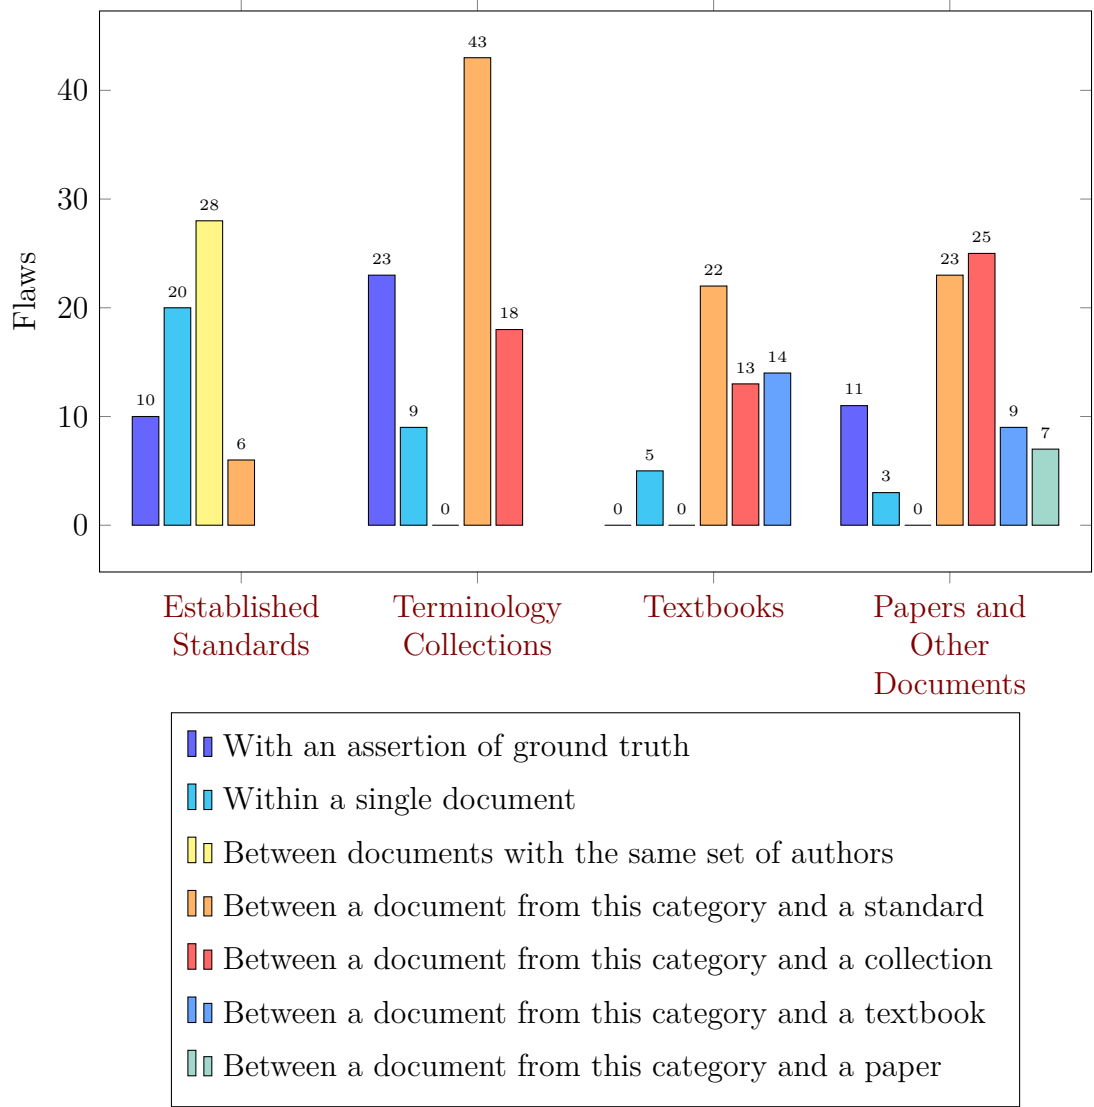 43
40
30
28
25
23
23
22
20
20
18
14
13
11
10
10
9
9
7
6
5
3
0
0
0
0
0
Flaws
Established
Standards
Terminology
Collections
Textbooks
Papers and
Other
Documents
With an assertion of ground truth
Within a single document
Between documents with the same set of authors
Between a document from this category and a standard
Between a document from this category and a collection
Between a document from this category and a textbook
Between a document from this category and a paper